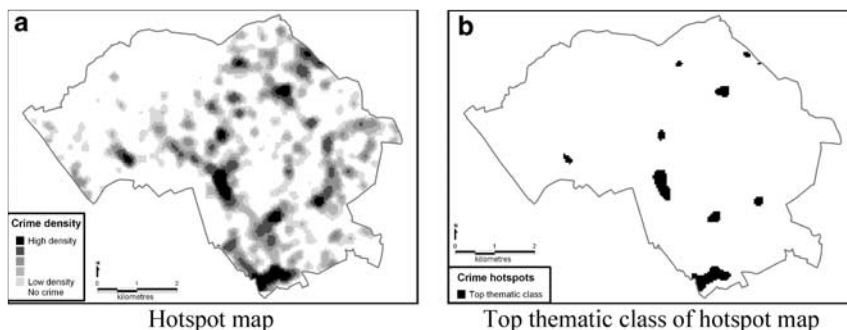 a
Crime density
High density
Low density
No crime
0 1 2
kilometres
Hotspot map
b
0 1 2
kilometres
Crime hotspots
Top thematic class
Top thematic class of hotspot map